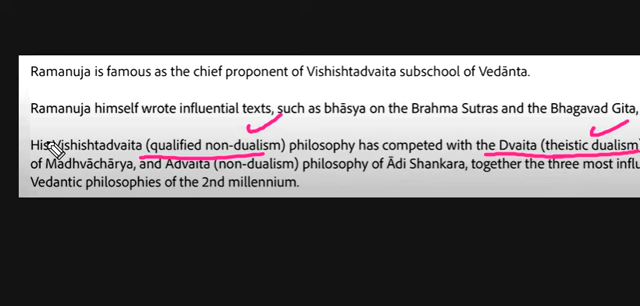 Ramanuja is famous as the chief proponent of Vishishtadvaita subschool of Vedānta.
Ramanuja himself wrote influential texts, such as bhāsya on the Brahma Sutras and the Bhagavad Gita,
His Vishishtadvaita (qualified non-dualism) philosophy has competed with the Dvaita (theistic dualism)
of Madhvāchārya, and Advaita (non-dualism) philosophy of Ādi Shankara, together the three most
Vedantic philosophies of the 2nd millennium.